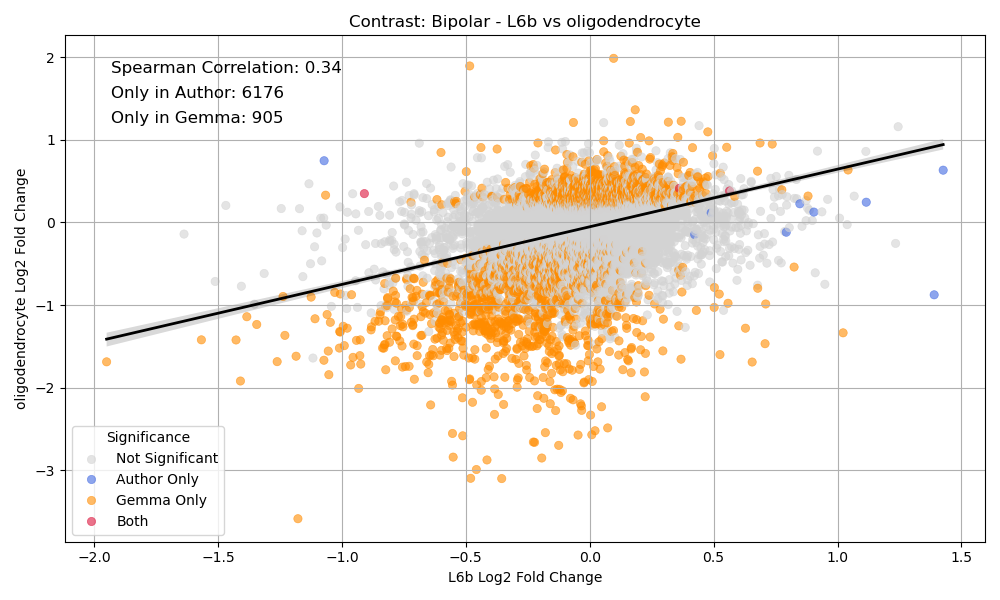 Contrast: Bipolar - L6b vs oligodendrocyte
Spearman Correlation: 0.34
Only in Author: 6176
Only in Gemma: 905
oligodendrocyte Log2 Fold Change
2
1
0
−1
−2
−3
Significance
Not Significant
Author Only
Gemma Only
Both
−2.0 −1.5 −1.0 −0.5 0.0 0.5 1.0 1.5
L6b Log2 Fold Change